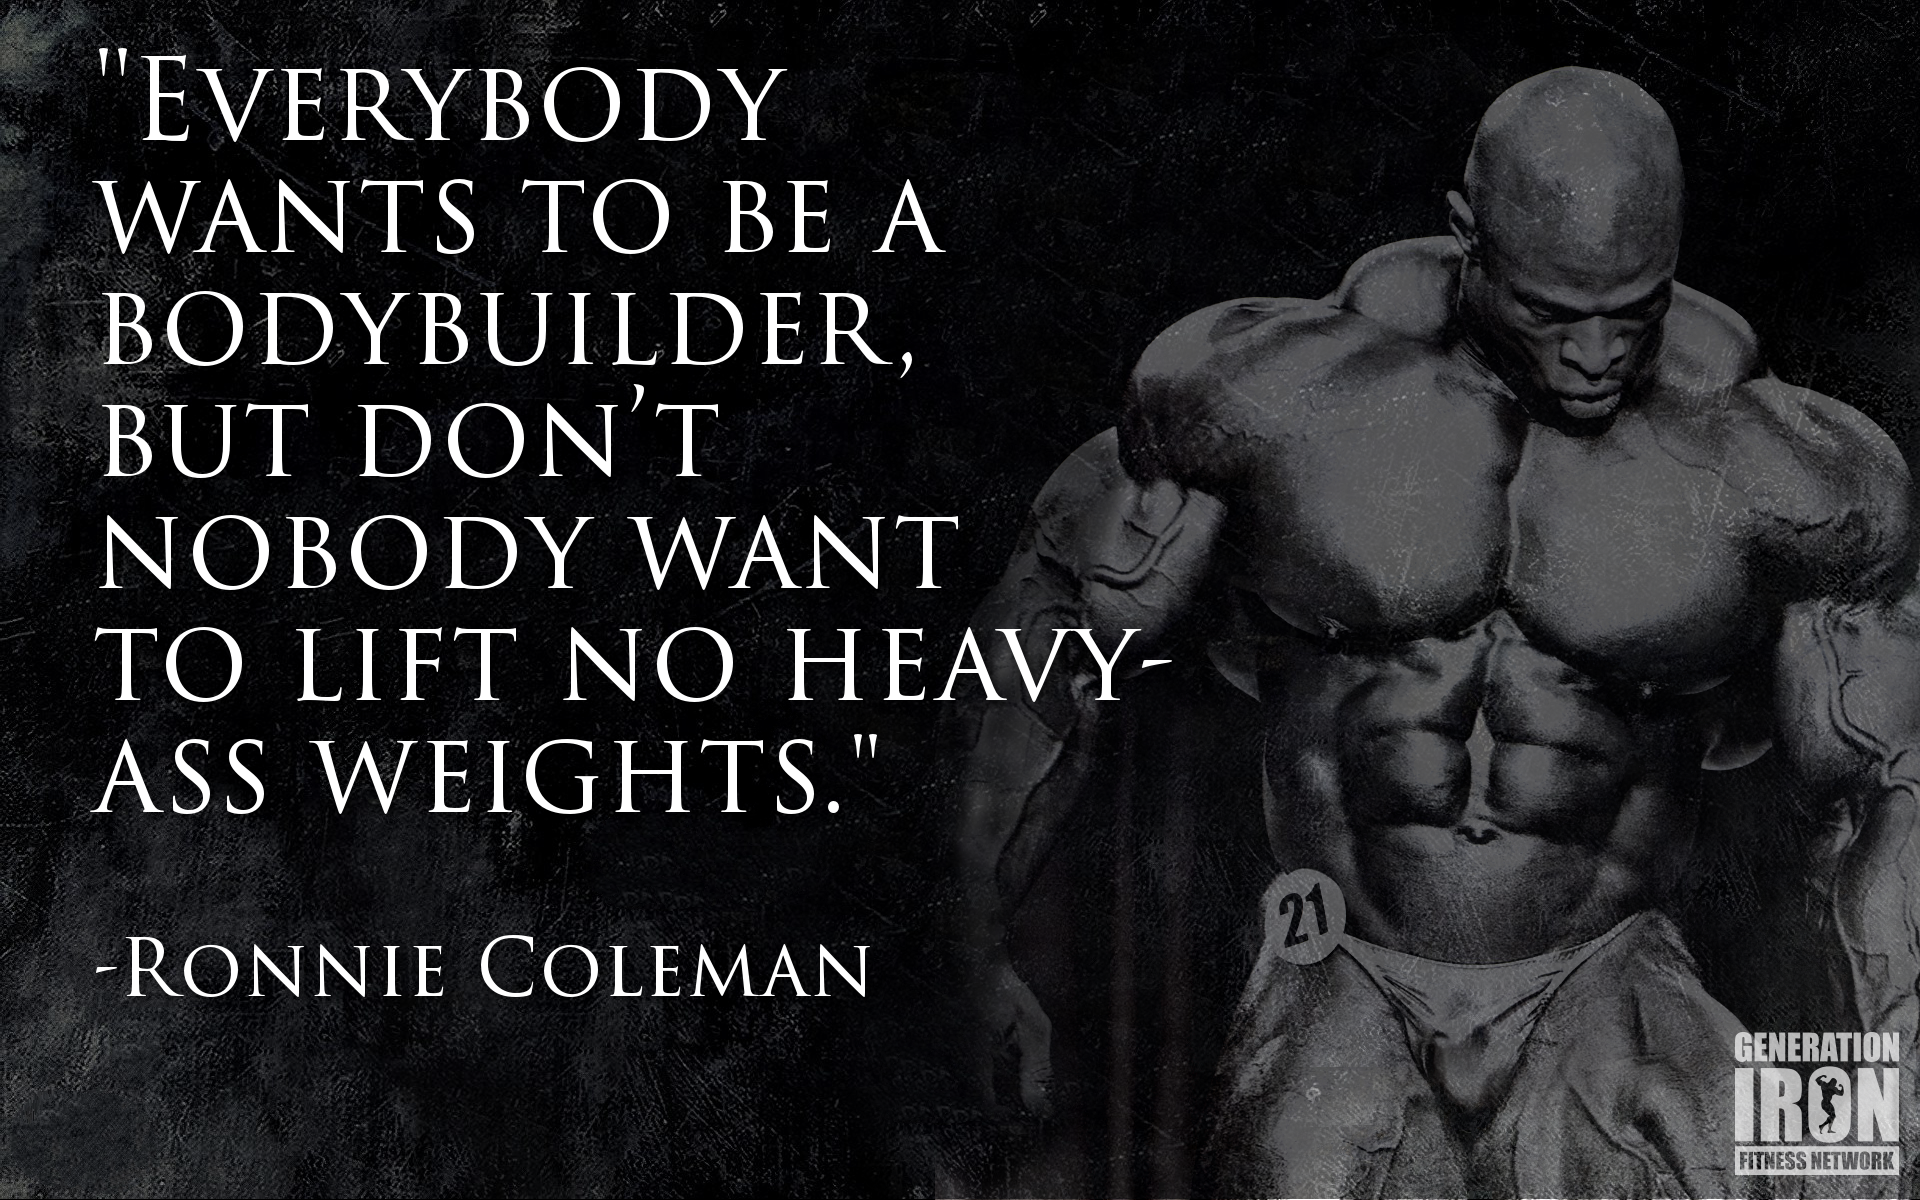 "Everybody
wants to be a
bodybuilder,
but don’t
nobody want
to lift no heavy-
ass weights."
-Ronnie Coleman
21
GENERATION
IRON
FITNESS NETWORK